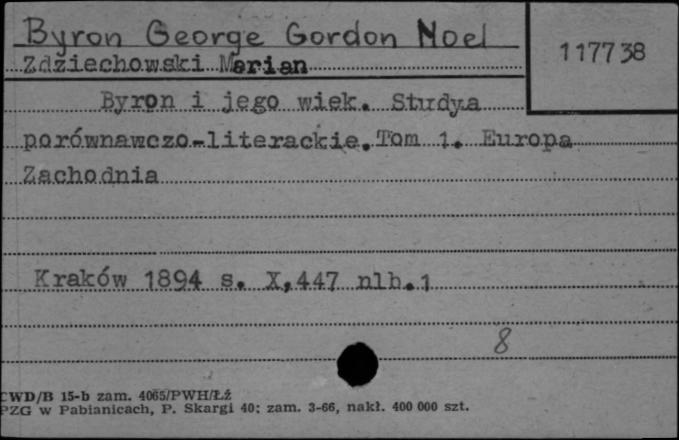 Byron George Gordon Noel
117738
Zdziechowski Marian
Byron i jego wiek. Studya
porównawczo-literackie. Tom 1. Europa
Zachodnia
Kraków 1894 s. X,447 nlb.1
8
CWD/B 15-b zam. 4065/PWH/Łź
PZG w Pabianicach, P. Skargi 40; zam. 3-66, nakł. 400 000 szt.